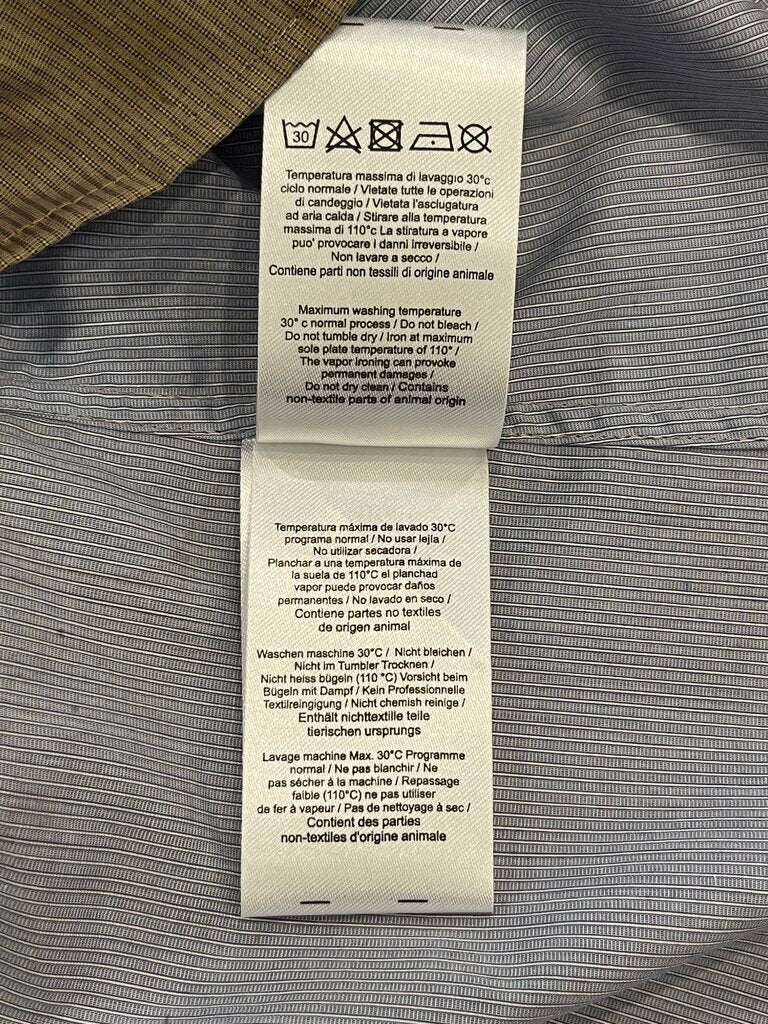 30
Temperatura massima di lavaggio 30°c
ciclo normale / Vietate tutte le operazioni
di candeggio / Vietata l'asciugatura
ad aria calda / Stirare alla temperatura
massima di 110°c La stiratura a vapore
puo' provocare i danni irreversibile /
Non lavare a secco /
Contiene parti non tessili di origine animale
Maximum washing temperature
30° c normal process / Do not bleach /
Do not tumble dry / Iron at maximum
sole plate temperature of 110° /
The vapor ironing can provoke
permanent damages /
Do not dry clean / Contains
non-textile parts of animal origin
Temperatura máxima de lavado 30°C
programa normal / No usar lejía /
No utilizar secadora /
Planchar a una temperatura máxima de
la suela de 110°C el planchad
vapor puede provocar daños
permanentes / No lavado en seco /
Contiene partes no textiles
de origen animal
Waschen maschine 30°C / Nicht bleichen /
Nicht im Tumbler Trocknen /
Nicht heiss bügeln (110 °C) Vorsicht beim
Bügeln mit Dampf / Kein Professionelle
Textilreingigung / Nicht chemish reinige /
Enthält nichttextille teile
tierischen ursprungs
Lavage machine Max. 30°C Programme
normal / Ne pas blanchir / Ne
pas sécher á la machine / Repassage
faible (110°C) ne pas utiliser
de fer à vapeur / Pas de nettoyage à sec /
Contient des parties
non-textiles d'origine animale